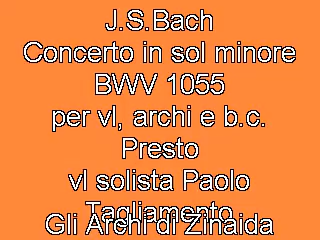 J.S.Bach
Concerto in sol minore
BWV 1055
per vl, archi e b.c.
Presto
vl solista Paolo
Tagliamento
Gli Archi di Zinaida